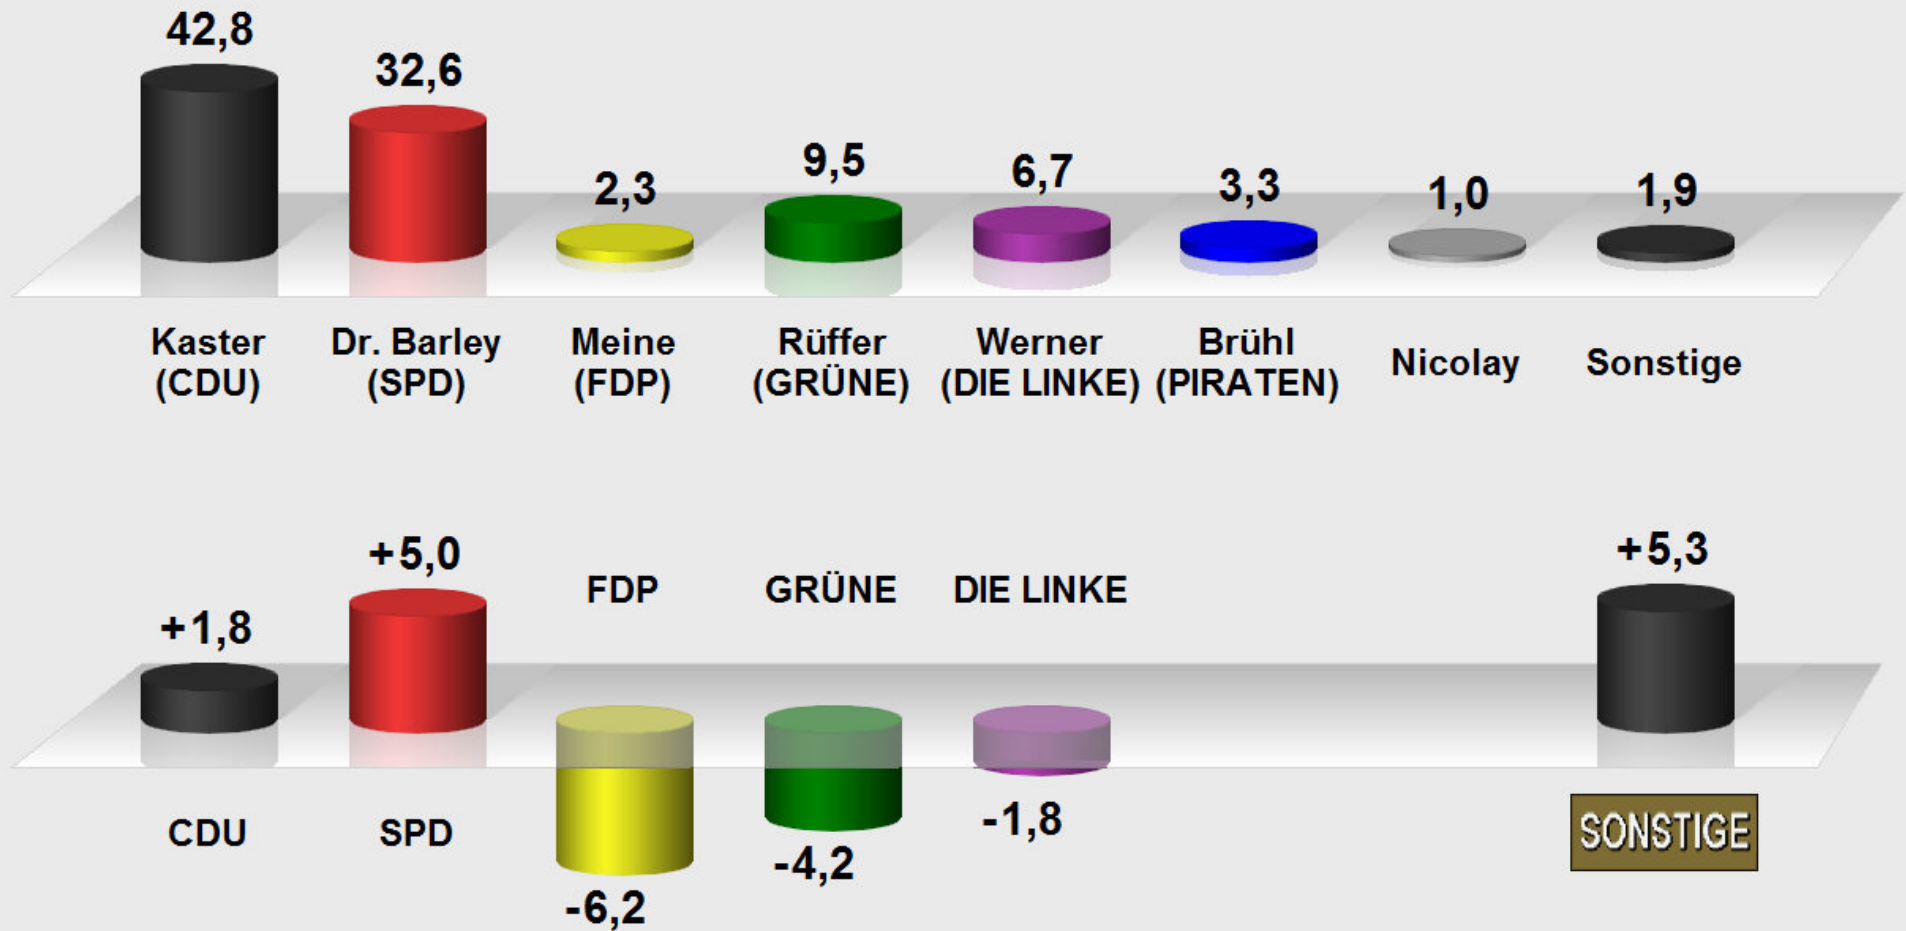 42,8
32,6
2,3
9,5
6,7
3,3
1,0
1,9
Kaster
(CDU)
Dr. Barley
(SPD)
Meine
(FDP)
Rüffer
(GRÜNE)
Werner
(DIE LINKE)
Brühl
(PIRATEN)
Nicolay
Sonstige
+1,8
+5,0
FDP
GRÜNE
DIE LINKE
+5,3
CDU
SPD
-6,2
-4,2
-1,8
SONSTIGE